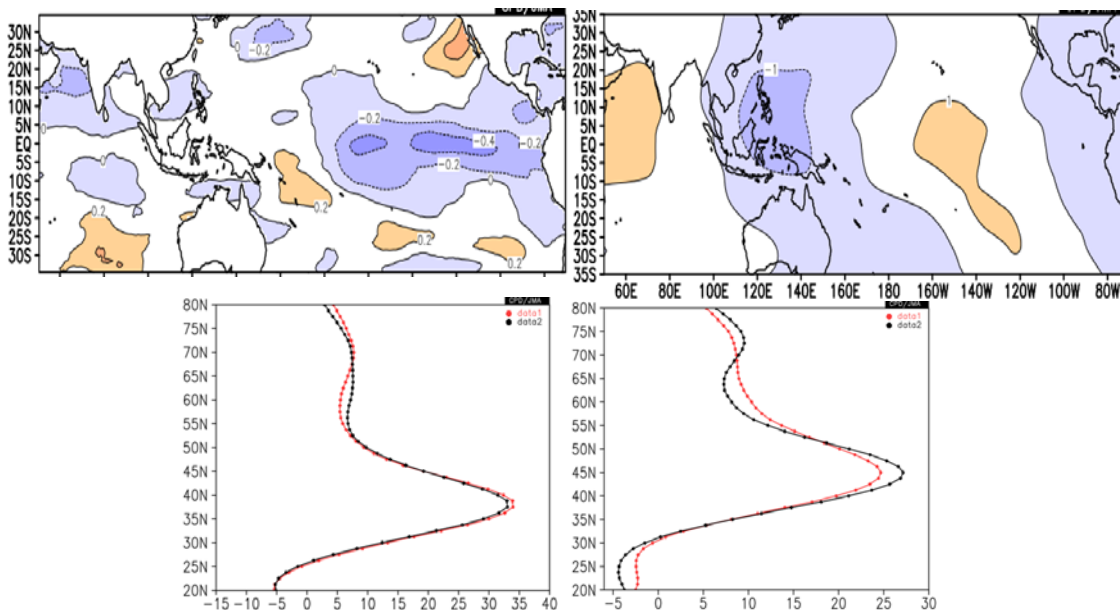 CPD/JMA
30N
25N
20N
15N
10N
5N
EQ
5S
10S
15S
20S
25S
30S
0
-0.2
0
0
-0.2
-0.4
-0.2
-0.2
0
0
0.2
0.2
0.2
0.2
35N
30N
25N
20N
15N
10N
5N
EQ
5S
10S
15S
20S
25S
30S
35S
-1
1
60E
80E
100E
120E
140E
160E
180
160W
140W
120W
100W
80W
CPD/JMA
data1
data2
80N
75N
70N
65N
60N
55N
50N
45N
40N
35N
30N
25N
20N
-15
-10
-5
0
5
10
15
20
25
30
35
40
CPD/JMA
data1
data2
80N
75N
70N
65N
60N
55N
50N
45N
40N
35N
30N
25N
20N
-5
0
5
10
15
20
25
30